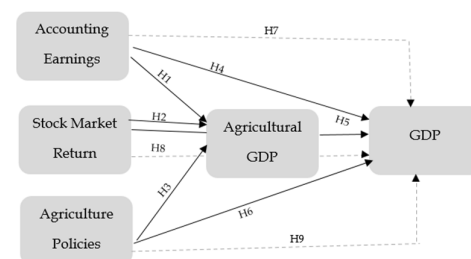 Accounting
Earnings
H7
H4
H1
Stock Market
Return
H2
H8
Agricultural
GDP
H5
GDP
Agriculture
Policies
H3
H6
H9